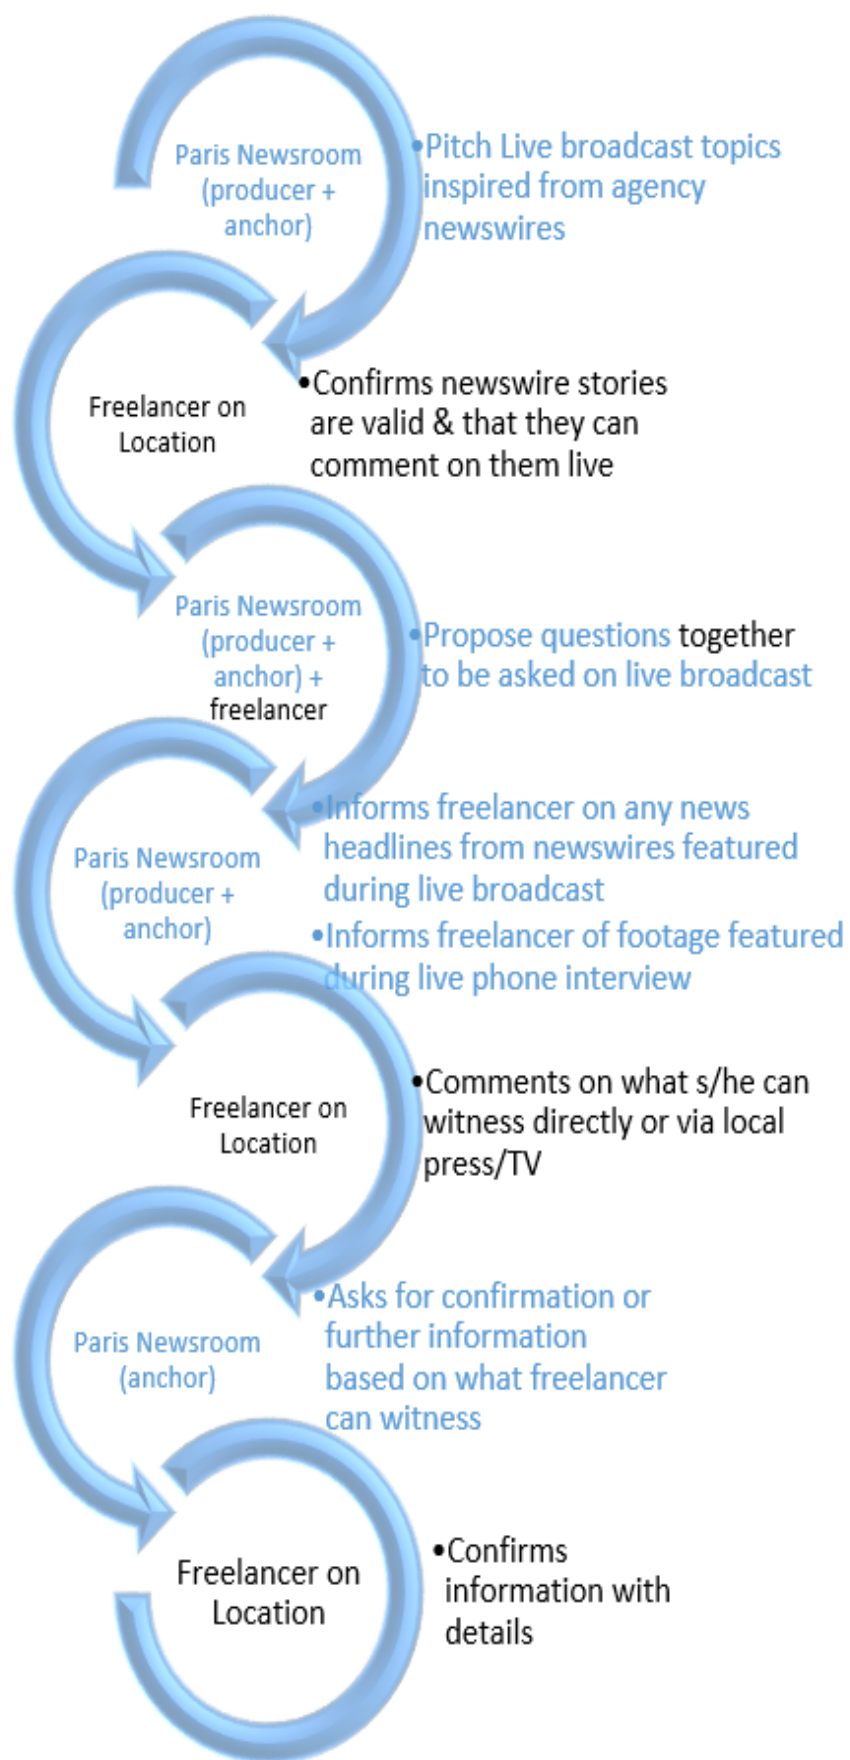 Paris Newsroom
(producer +
anchor)
•Pitch Live broadcast topics
inspired from agency
newswires
Freelancer on
Location
•Confirms newswire stories
are valid & that they can
comment on them live
Paris Newsroom
(producer +
anchor) +
freelancer
•Propose questions together
to be asked on live broadcast
Paris Newsroom
(producer +
anchor)
•Informs freelancer on any news
headlines from newswires featured
during live broadcast
•Informs freelancer of footage featured
during live phone interview
Freelancer on
Location
•Comments on what s/he can
witness directly or via local
press/TV
Paris Newsroom
(anchor)
•Asks for confirmation or
further information
based on what freelancer
can witness
Freelancer on
Location
•Confirms
information with
details